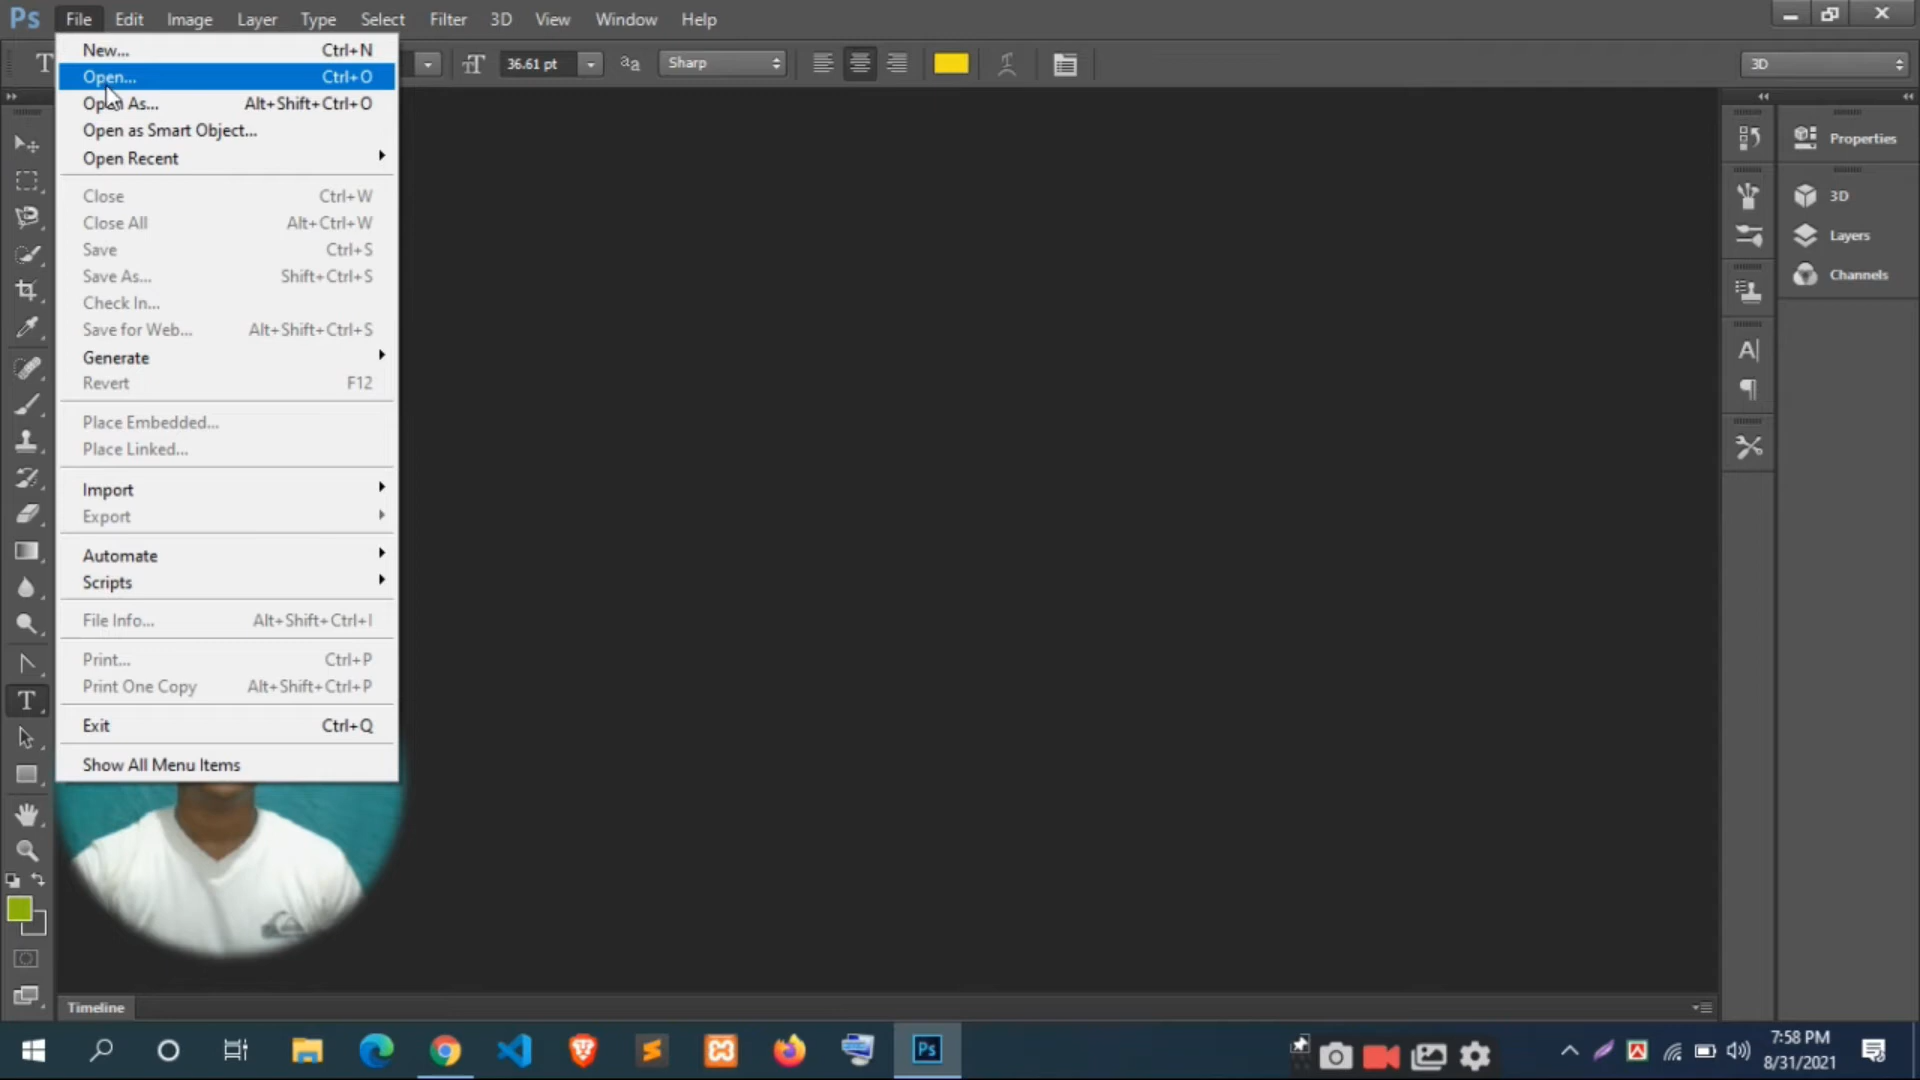 Ps File Edit Image Layer Type Select Filter 3D View Window Help
T 36.61 pt aa Sharp 3D
New... Ctrl+N
Open... Ctrl+O
Open As... Alt+Shift+Ctrl+O
Open as Smart Object...
Open Recent
Close Ctrl+W
Close All Alt+Ctrl+W
Save Ctrl+S
Save As... Shift+Ctrl+S
Check In...
Save for Web... Alt+Shift+Ctrl+S
Generate
Revert F12
Place Embedded...
Place Linked...
Import
Export
Automate
Scripts
File Info... Alt+Shift+Ctrl+I
Print... Ctrl+P
Print One Copy Alt+Shift+Ctrl+P
Exit Ctrl+Q
Show All Menu Items
Properties
3D
Layers
Channels
Timeline
Ps
7:58 PM
8/31/2021